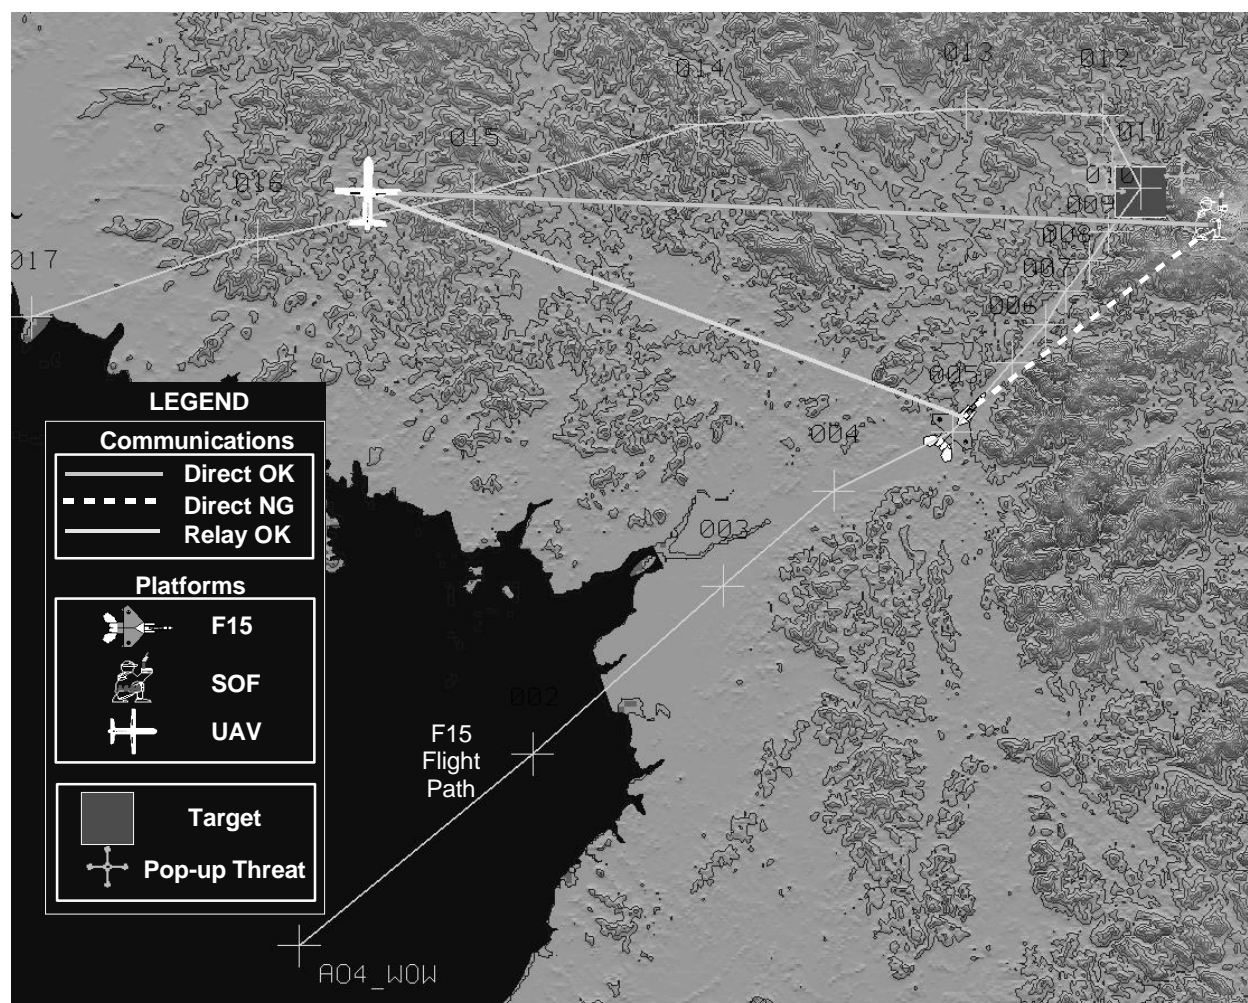 013
012
014
011
015
010
016
009
008
017
007
006
005
004
003
002
LEGEND
Communications
Direct OK
Direct NG
Relay OK
Platforms
F15
SOF
UAV
Target
Pop-up Threat
F15
Flight
Path
A04_WOW